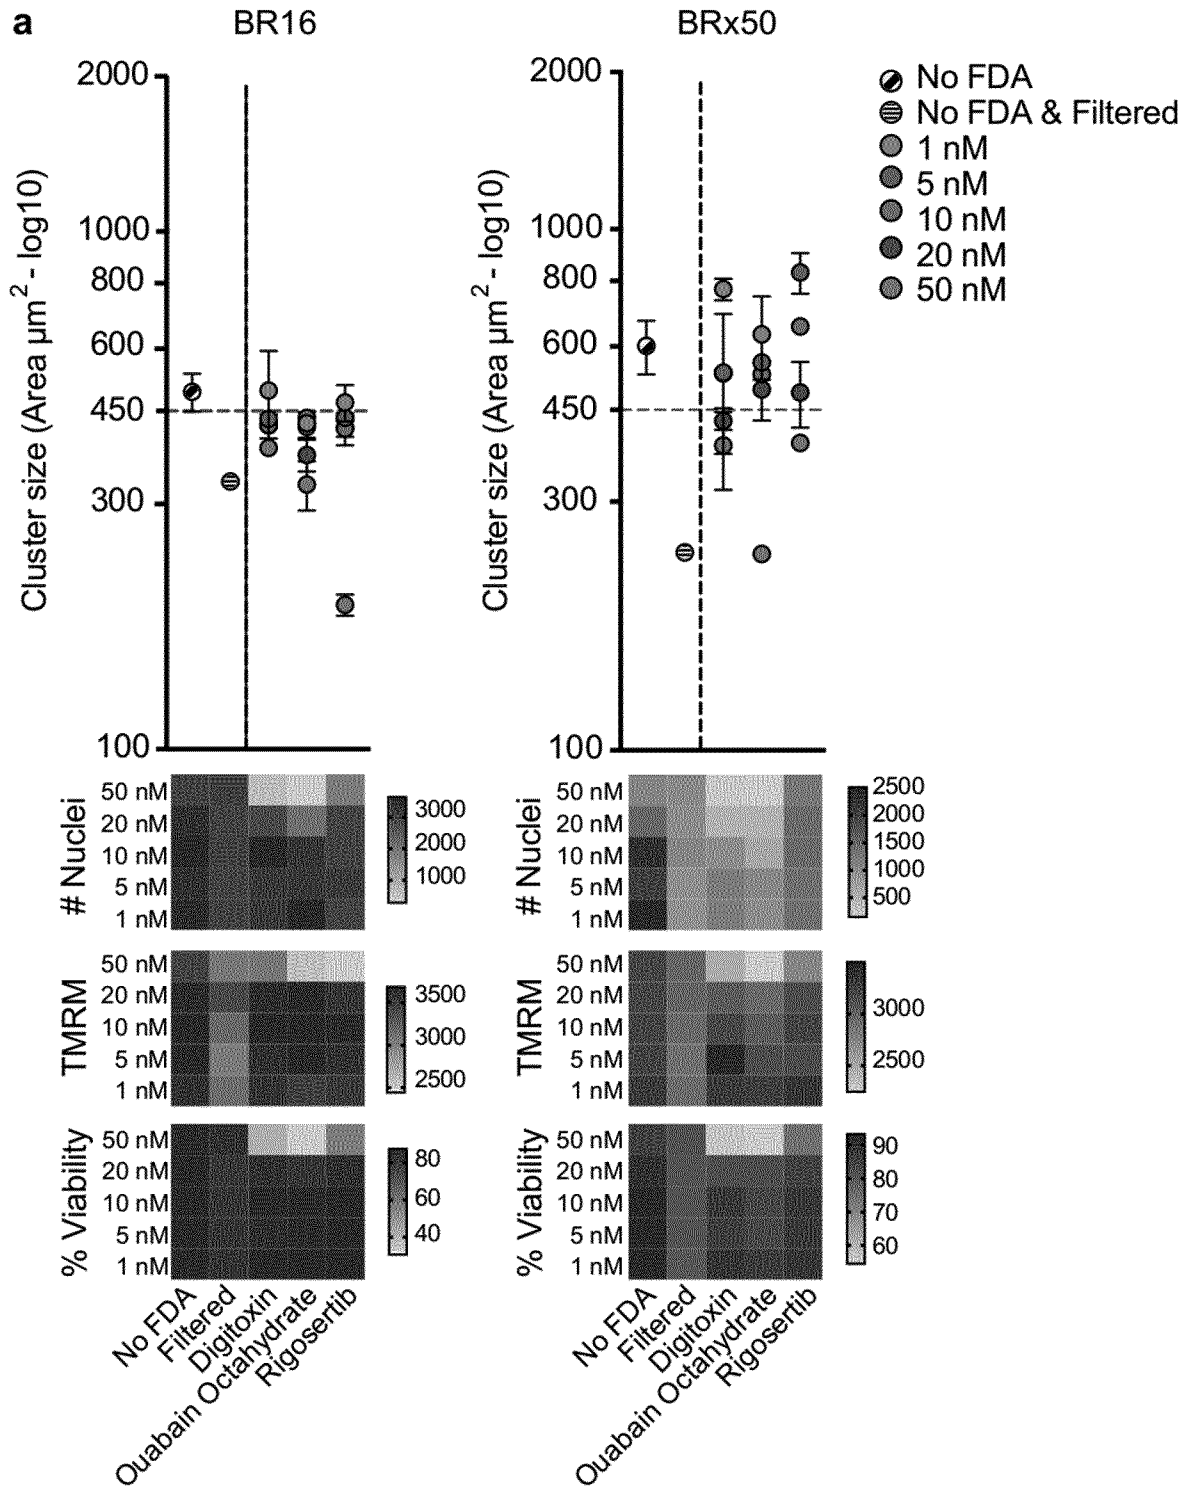 a
BR16
BRx50
2000
1000
800
600
450
300
100
Cluster size (Area µm² - log10)
2000
1000
800
600
450
300
100
Cluster size (Area µm² - log10)
No FDA
No FDA & Filtered
1 nM
5 nM
10 nM
20 nM
50 nM
# Nuclei
50 nM
20 nM
10 nM
5 nM
1 nM
3000
2000
1000
# Nuclei
50 nM
20 nM
10 nM
5 nM
1 nM
2500
2000
1500
1000
500
TMRM
50 nM
20 nM
10 nM
5 nM
1 nM
3500
3000
2500
TMRM
50 nM
20 nM
10 nM
5 nM
1 nM
3000
2500
% Viability
50 nM
20 nM
10 nM
5 nM
1 nM
80
60
40
% Viability
50 nM
20 nM
10 nM
5 nM
1 nM
90
80
70
60
No FDA
Filtered
Digitoxin
Ouabain Octahydrate
Rigosertib
No FDA
Filtered
Digitoxin
Ouabain Octahydrate
Rigosertib